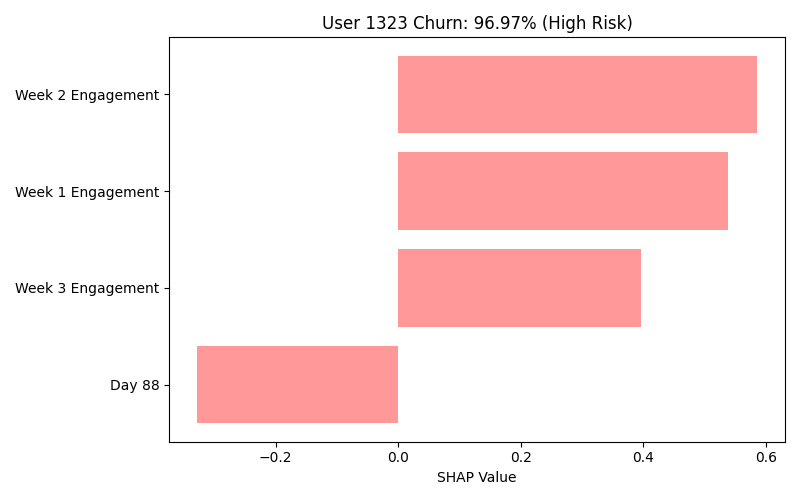 User 1323 Churn: 96.97% (High Risk)
Week 2 Engagement
Week 1 Engagement
Week 3 Engagement
Day 88
−0.2 0.0 0.2 0.4 0.6
SHAP Value